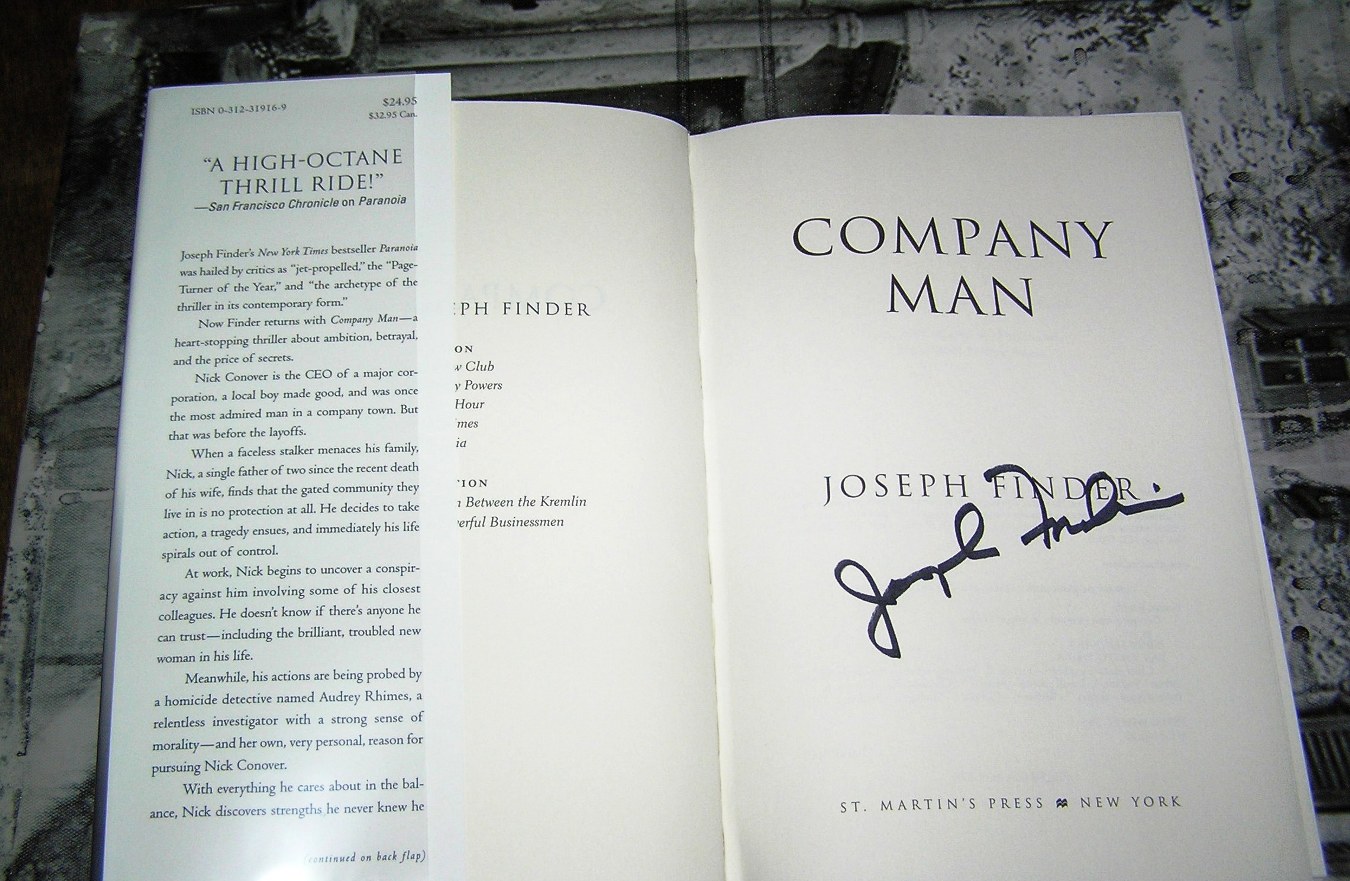 ISBN 0-312-31916-9
$24.95
$32.95 Can.
“A HIGH-OCTANE
THRILL RIDE!”
—San Francisco Chronicle on Paranoia
Joseph Finder’s New York Times bestseller Paranoia
was hailed by critics as “jet-propelled,” the “Page-
Turner of the Year,” and “the archetype of the
thriller in its contemporary form.”
Now Finder returns with Company Man—a
heart-stopping thriller about ambition, betrayal,
and the price of secrets.
Nick Conover is the CEO of a major cor-
poration, a local boy made good, and was once
the most admired man in a company town. But
that was before the layoffs.
When a faceless stalker menaces his family,
Nick, a single father of two since the recent death
of his wife, finds that the gated community they
live in is no protection at all. He decides to take
action, a tragedy ensues, and immediately his life
spirals out of control.
At work, Nick begins to uncover a conspir-
acy against him involving some of his closest
colleagues. He doesn’t know if there’s anyone he
can trust—including the brilliant, troubled new
woman in his life.
Meanwhile, his actions are being probed by
a homicide detective named Audrey Rhimes, a
relentless investigator with a strong sense of
morality—and her own, very personal, reason for
pursuing Nick Conover.
With everything he cares about in the bal-
ance, Nick discovers strengths he never knew he
(continued on back flap)
EPH FINDER
ON
w Club
y Powers
Hour
mes
ia
TION
n Between the Kremlin
erful Businessmen
COMPANY
MAN
JOSEPH FINDER
Joseph Finder
ST. MARTIN’S PRESS NEW YORK